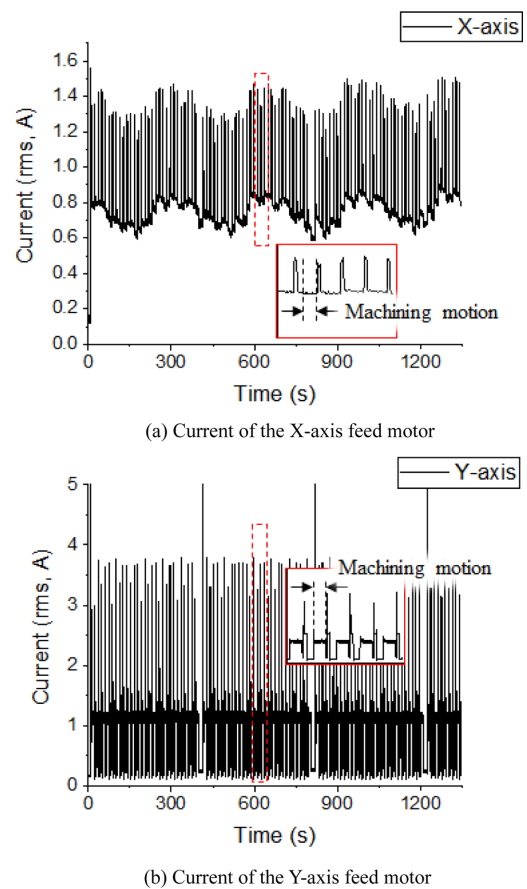 X-axis
1.6
1.4
1.2
1.0
0.8
0.6
0.4
0.2
0.0
Current (rms, A)
Machining motion
0 300 600 900 1200
Time (s)
(a) Current of the X-axis feed motor
Y-axis
5
4
3
2
1
0
Current (rms, A)
Machining motion
0 300 600 900 1200
Time (s)
(b) Current of the Y-axis feed motor